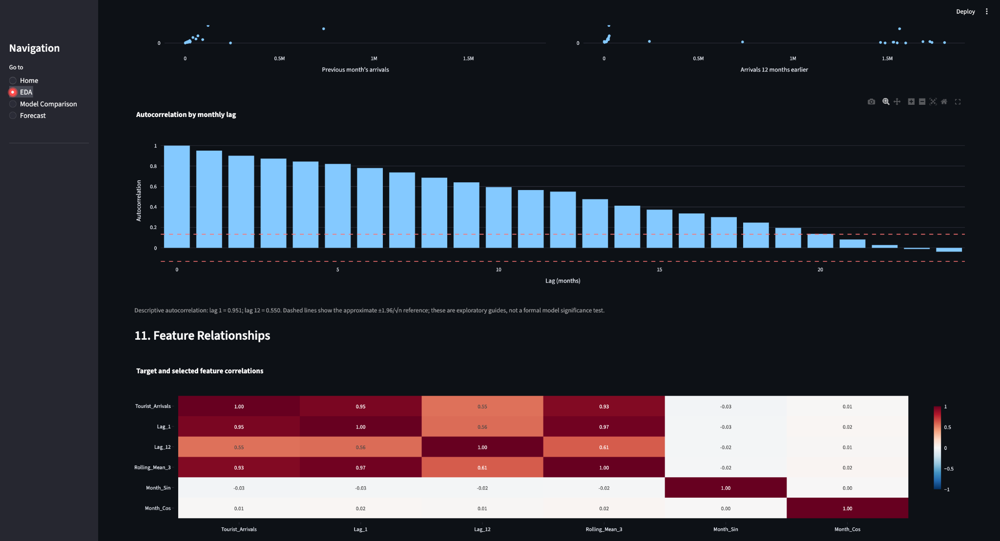 Deploy
Navigation
Go to
Home
EDA
Model Comparison
Forecast
0
0 0.5M 1M 1.5M
Previous month's arrivals
0
0 0.5M 1M 1.5M
Arrivals 12 months earlier
Autocorrelation by monthly lag
Autocorrelation
1
0.8
0.6
0.4
0.2
0
0 5 10 15 20
Lag (months)
Descriptive autocorrelation: lag 1 = 0.951; lag 12 = 0.550. Dashed lines show the approximate ±1.96/√n reference; these are exploratory guides, not a formal model significance test.
11. Feature Relationships
Target and selected feature correlations
Tourist_Arrivals 1.00 0.95 0.55 0.93 -0.03 0.01
Lag_1 0.95 1.00 0.56 0.97 -0.03 0.02
Lag_12 0.55 0.56 1.00 0.61 -0.02 0.01
Rolling_Mean_3 0.93 0.97 0.61 1.00 -0.02 0.02
Month_Sin -0.03 -0.03 -0.02 -0.02 1.00 0.00
Month_Cos 0.01 0.02 0.01 0.02 0.00 1.00
Tourist_Arrivals Lag_1 Lag_12 Rolling_Mean_3 Month_Sin Month_Cos
1
0.5
0
−0.5
−1